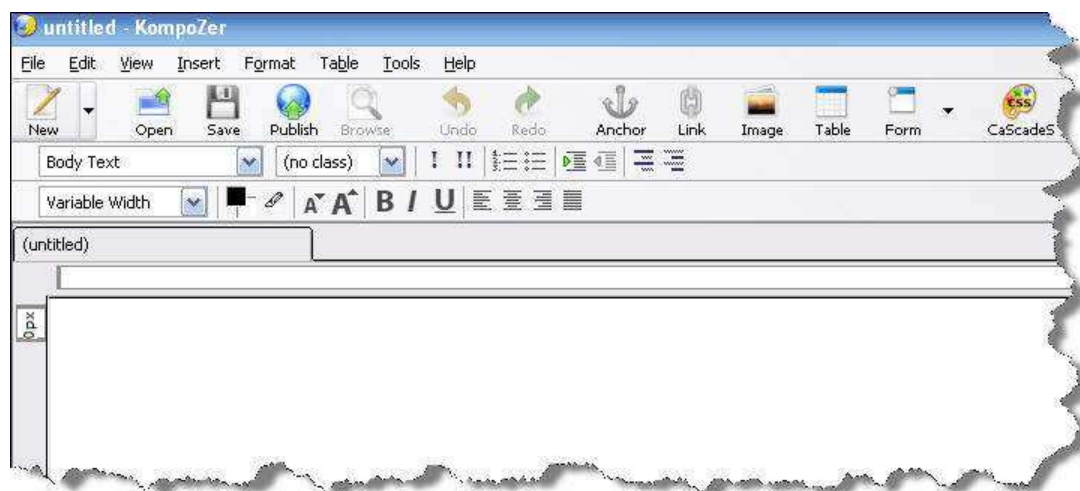 untitled - KompoZer
File Edit View Insert Format Table Tools Help
New Open Save Publish Browse Undo Redo Anchor Link Image Table Form CaScadeS
Body Text (no class) ! !!
Variable Width A A B I U
(untitled)
0px